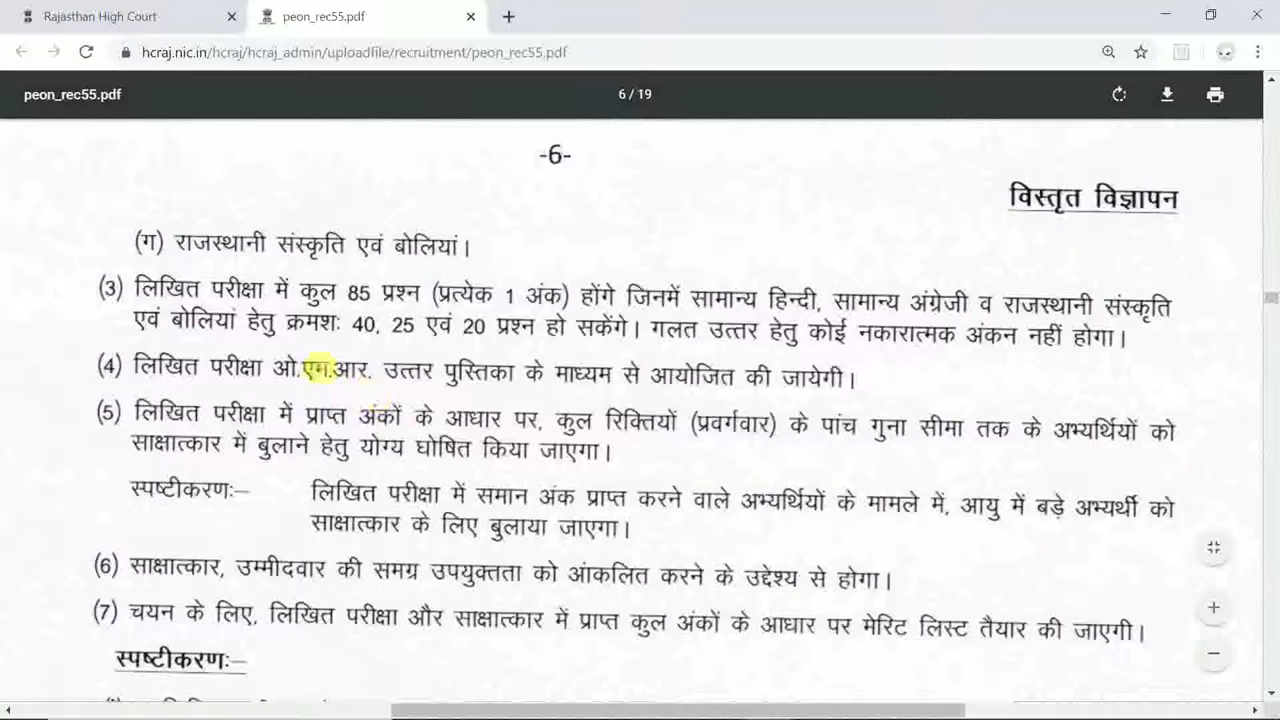 Rajasthan High Court
peon_rec55.pdf
hcraj.nic.in/hcraj/hcraj_admin/uploadfile/recruitment/peon_rec55.pdf
peon_rec55.pdf
6 / 19
-6-
विस्तृत विज्ञापन
(ग) राजस्थानी संस्कृति एवं बोलियां।
(3) लिखित परीक्षा में कुल 85 प्रश्न (प्रत्येक 1 अंक) होंगे जिनमें सामान्य हिन्दी, सामान्य अंग्रेजी व राजस्थानी संस्कृति
एवं बोलियां हेतु क्रमशः 40, 25 एवं 20 प्रश्न हो सकेंगे। गलत उत्तर हेतु कोई नकारात्मक अंकन नहीं होगा।
(4) लिखित परीक्षा ओ.एम.आर. उत्तर पुस्तिका के माध्यम से आयोजित की जायेगी।
(5) लिखित परीक्षा में प्राप्त अंकों के आधार पर, कुल रिक्तियों (प्रवर्गवार) के पांच गुना सीमा तक के अभ्यर्थियों को
साक्षात्कार में बुलाने हेतु योग्य घोषित किया जाएगा।
स्पष्टीकरणः– लिखित परीक्षा में समान अंक प्राप्त करने वाले अभ्यर्थियों के मामले में, आयु में बड़े अभ्यर्थी को
साक्षात्कार के लिए बुलाया जाएगा।
(6) साक्षात्कार, उम्मीदवार की समग्र उपयुक्तता को आंकलित करने के उद्देश्य से होगा।
(7) चयन के लिए, लिखित परीक्षा और साक्षात्कार में प्राप्त कुल अंकों के आधार पर मेरिट लिस्ट तैयार की जाएगी।
स्पष्टीकरणः–